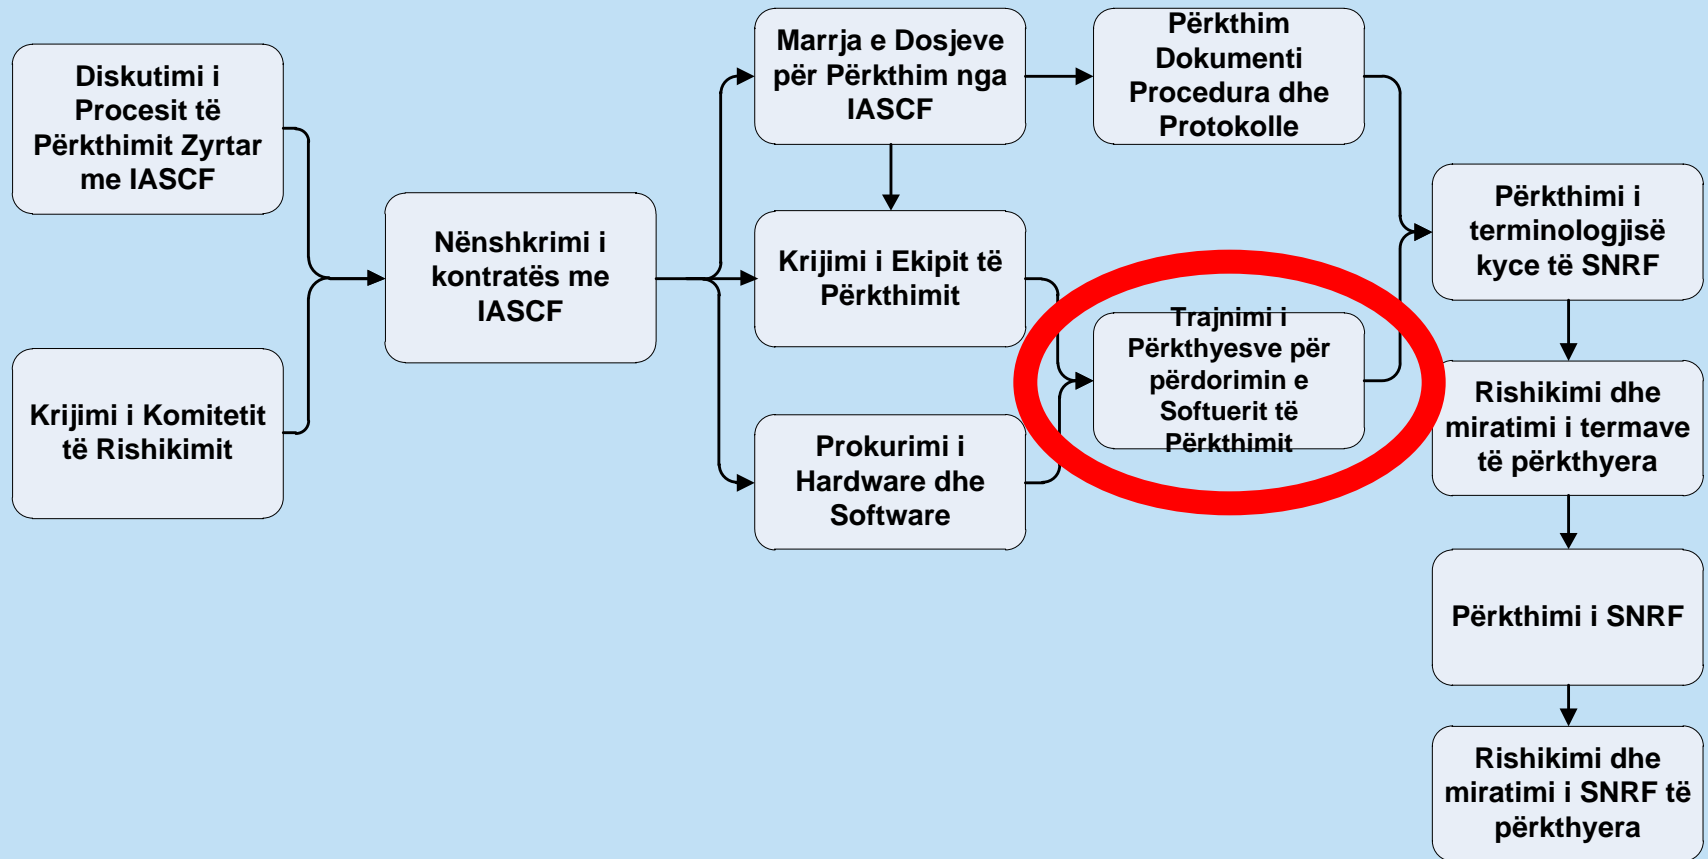 Diskutimi i
Procesit të
Përkthimit Zyrtar
me IASCF
Krijimi i Komitetit
të Rishikimit
Nënshkrimi i
kontratës me
IASCF
Marrja e Dosjeve
për Përkthim nga
IASCF
Krijimi i Ekipit të
Përkthimit
Prokurimi i
Hardware dhe
Software
Përkthim
Dokumenti
Procedura dhe
Protokolle
Trajnimi i
Përkthyesve për
përdorimin e
Softuerit të
Përkthimit
Përkthimi i
terminologjisë
kyce të SNRF
Rishikimi dhe
miratimi i termave
të përkthyera
Përkthimi i SNRF
Rishikimi dhe
miratimi i SNRF të
përkthyera